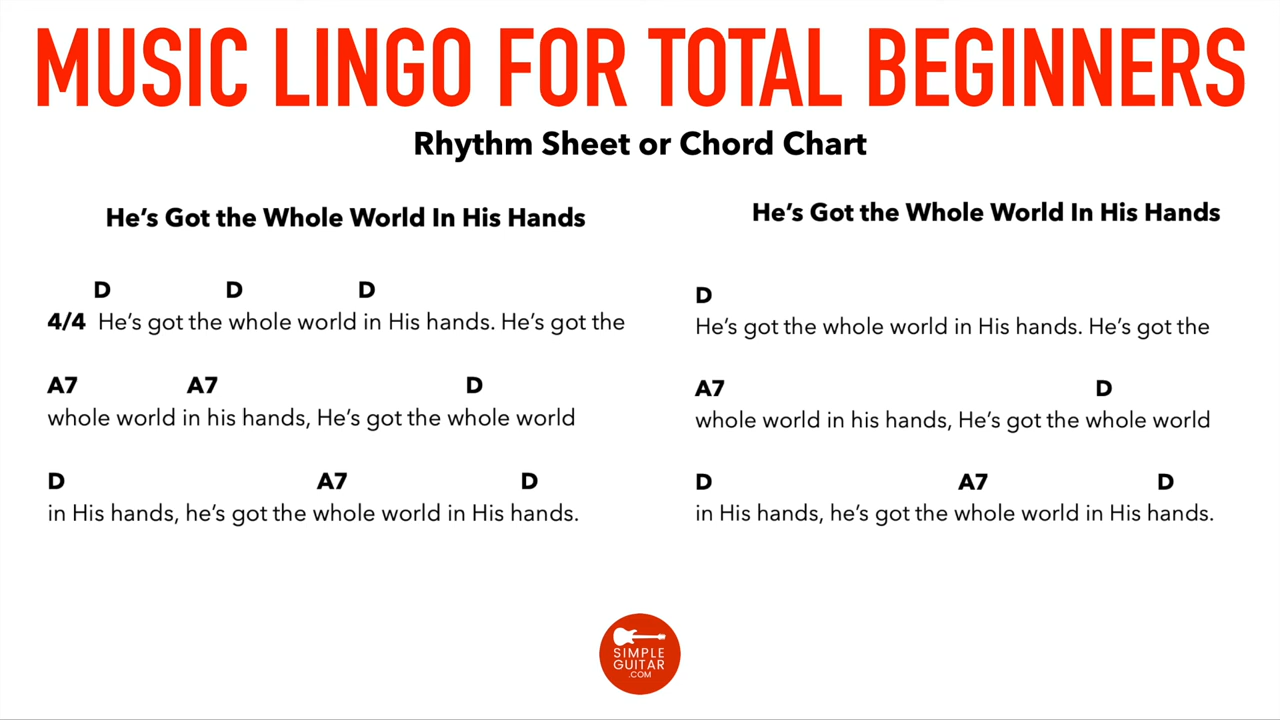 MUSIC LINGO FOR TOTAL BEGINNERS
Rhythm Sheet or Chord Chart
He's Got the Whole World In His Hands
D D D
4/4 He's got the whole world in His hands. He's got the
A7 A7 D
whole world in his hands, He's got the whole world
D A7 D
in His hands, he's got the whole world in His hands.
He's Got the Whole World In His Hands
D
He's got the whole world in His hands. He's got the
A7 D
whole world in his hands, He's got the whole world
D A7 D
in His hands, he's got the whole world in His hands.
SIMPLE
GUITAR
.COM